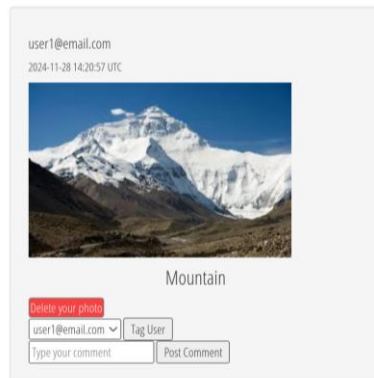 user1@email.com
2024-11-28 14:20:57 UTC
Mountain
Delete your photo
user1@email.com Tag User
Type your comment Post Comment